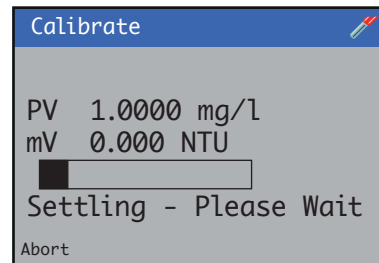 Calibrate
PV 1.0000 mg/l
mV 0.000 NTU
Settling - Please Wait
Abort